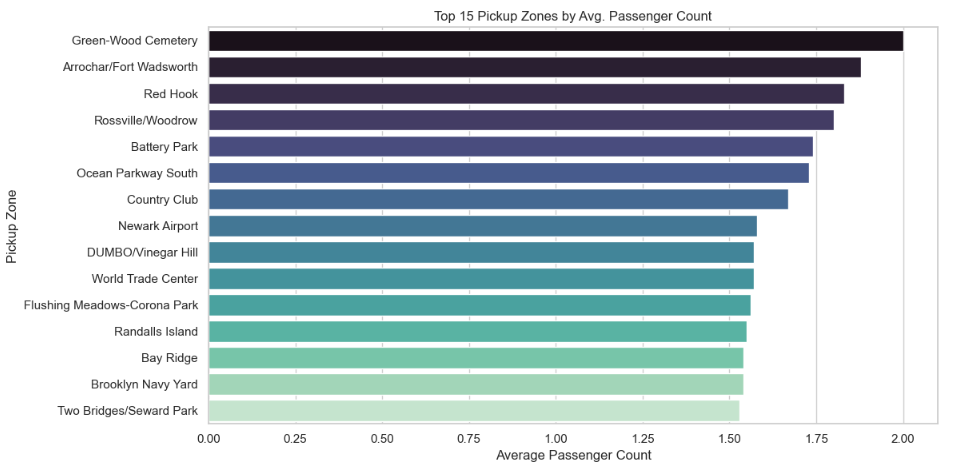 Top 15 Pickup Zones by Avg. Passenger Count
Pickup Zone
Green-Wood Cemetery
Arrochar/Fort Wadsworth
Red Hook
Rossville/Woodrow
Battery Park
Ocean Parkway South
Country Club
Newark Airport
DUMBO/Vinegar Hill
World Trade Center
Flushing Meadows-Corona Park
Randalls Island
Bay Ridge
Brooklyn Navy Yard
Two Bridges/Seward Park
0.00 0.25 0.50 0.75 1.00 1.25 1.50 1.75 2.00
Average Passenger Count